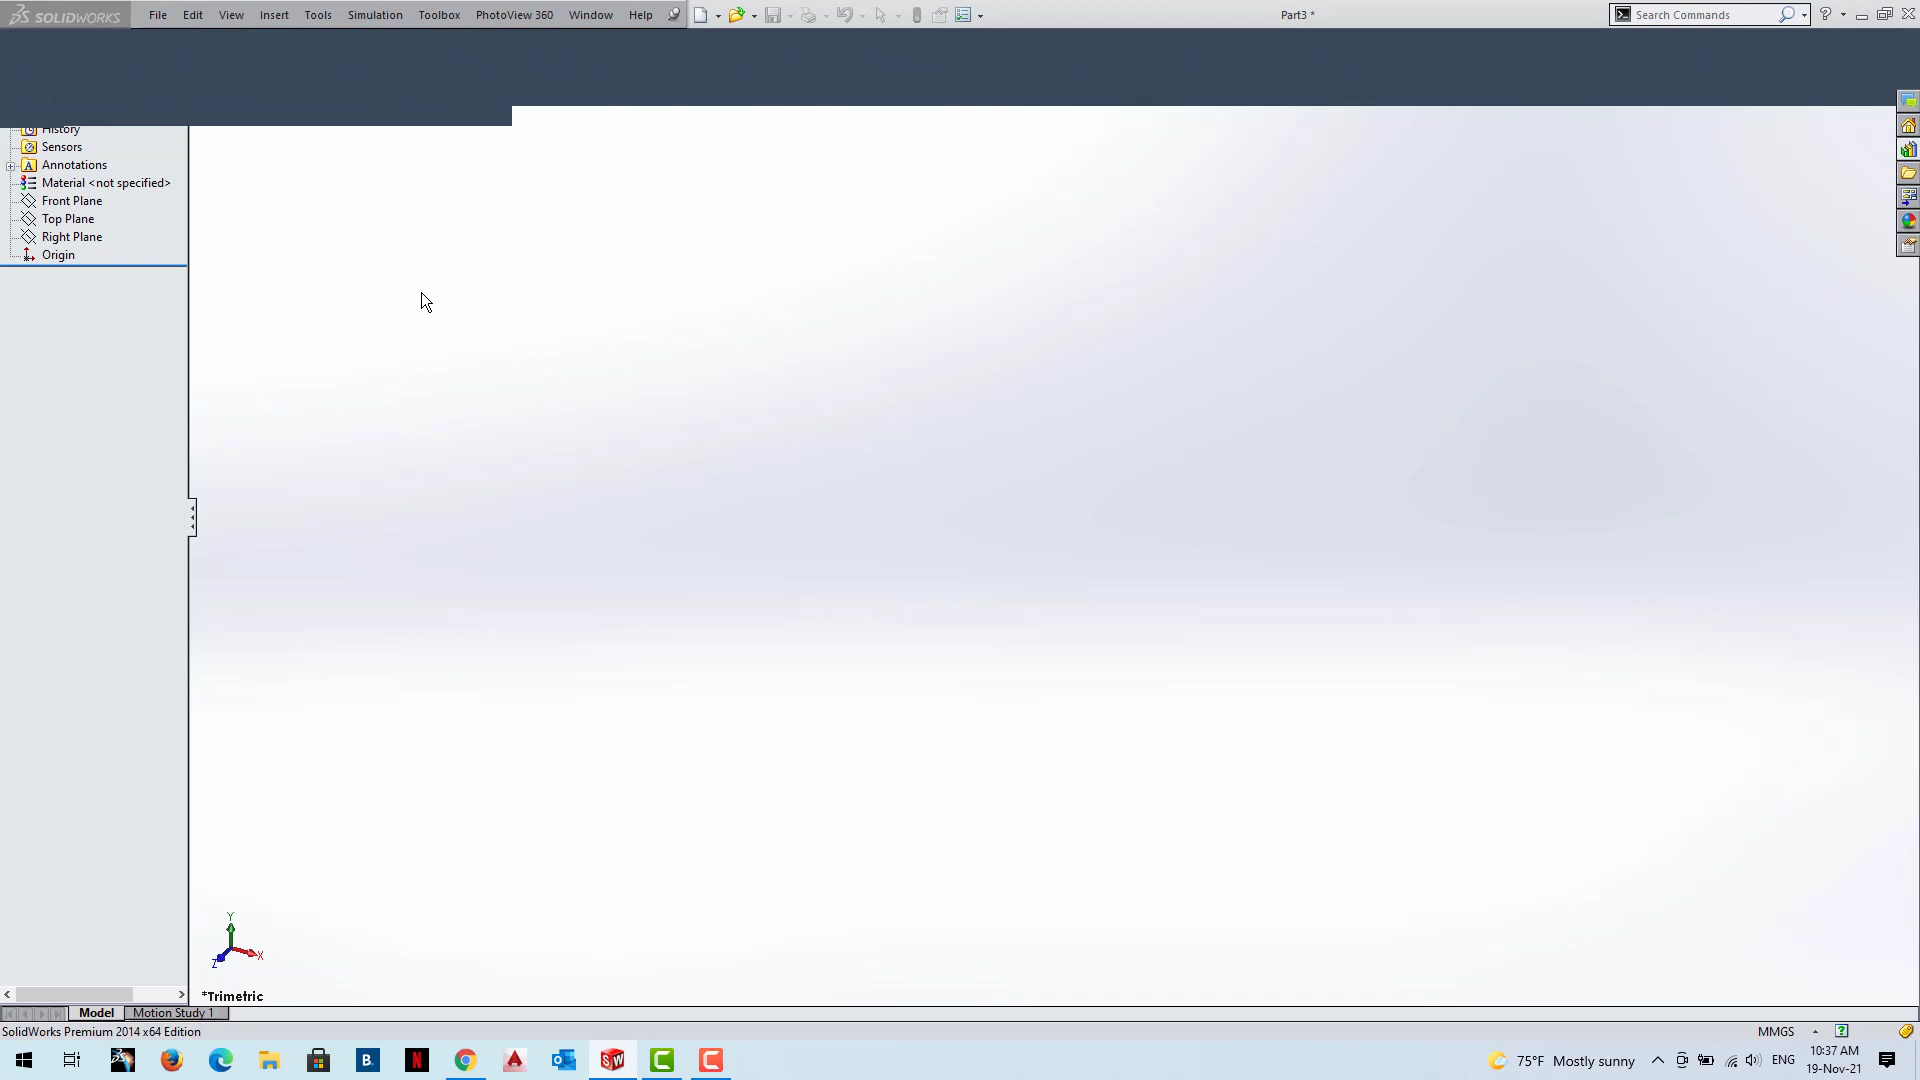 SOLIDWORKS File Edit View Insert Tools Simulation Toolbox PhotoView 360 Window Help Part3 * Search Commands
History
Sensors
Annotations
Material <not specified>
Front Plane
Top Plane
Right Plane
Origin
Y
X
Z
*Trimetric
Model Motion Study 1
SolidWorks Premium 2014 x64 Edition MMGS
75°F Mostly sunny ENG 10:37 AM
19-Nov-21